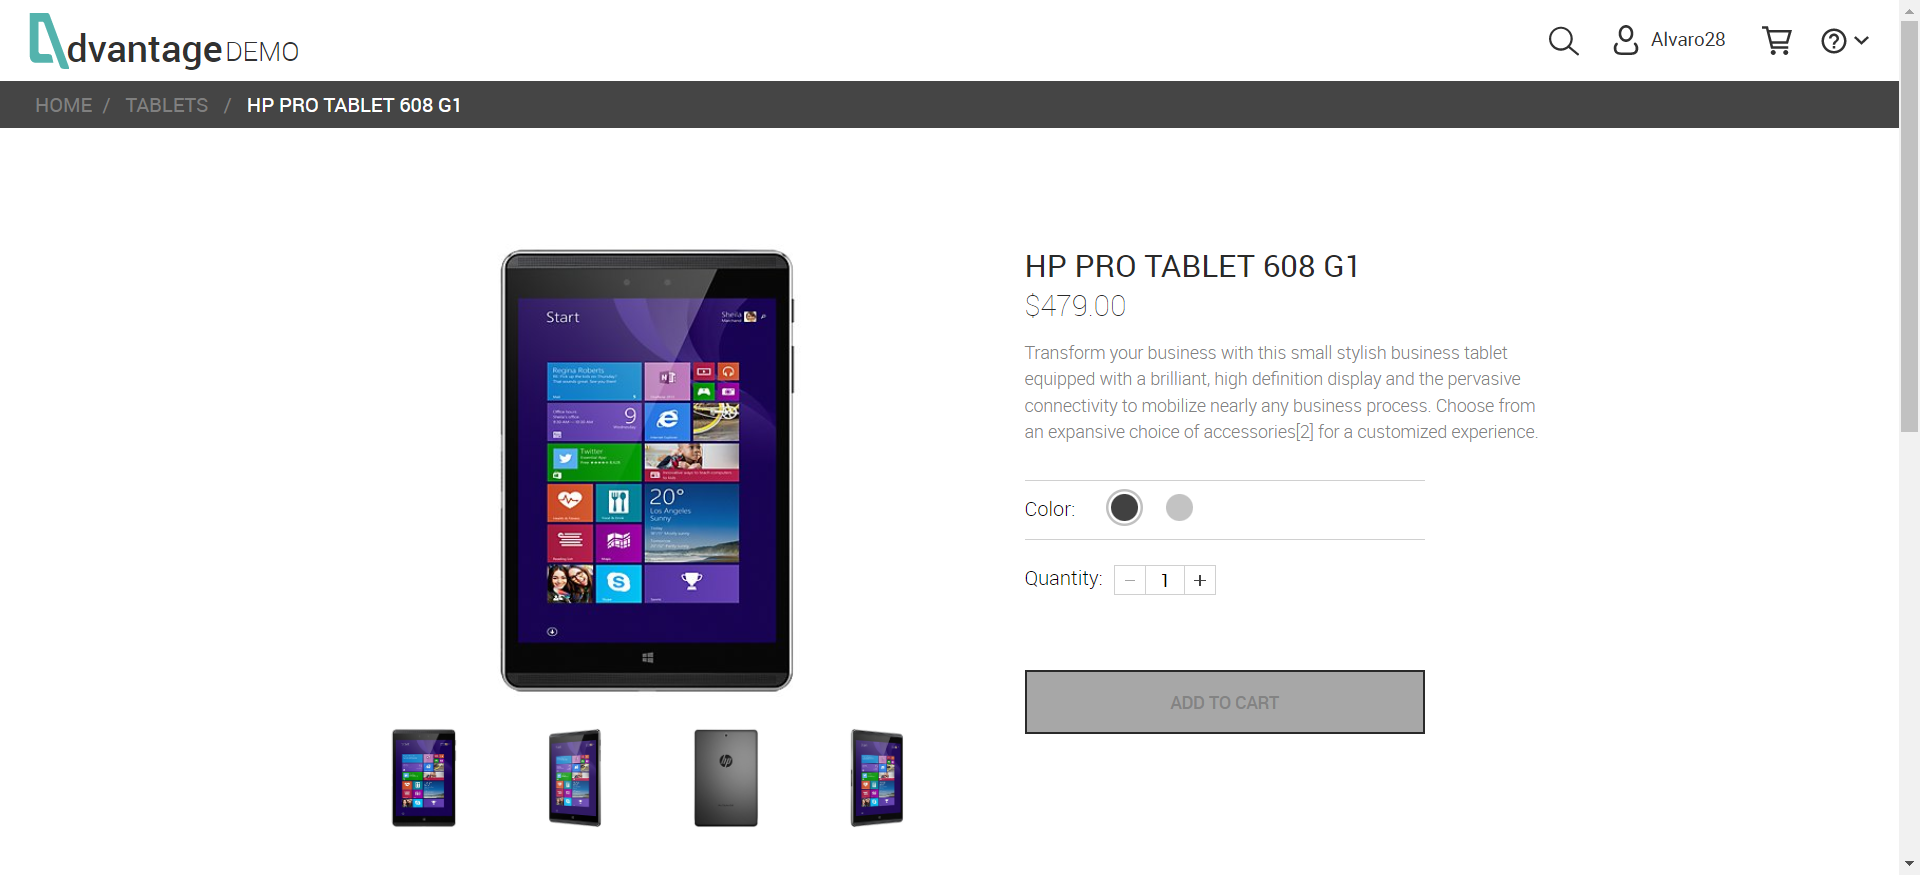 dvantage DEMO
Alvaro28
HOME / TABLETS / HP PRO TABLET 608 G1
HP PRO TABLET 608 G1
$479.00
Transform your business with this small stylish business tablet
equipped with a brilliant, high definition display and the pervasive
connectivity to mobilize nearly any business process. Choose from
an expansive choice of accessories[2] for a customized experience.
Color:
Quantity: − 1 +
ADD TO CART
Start
Sheila
Regina Roberts
9
Wednesday
Twitter
20°
Los Angeles
Sunny